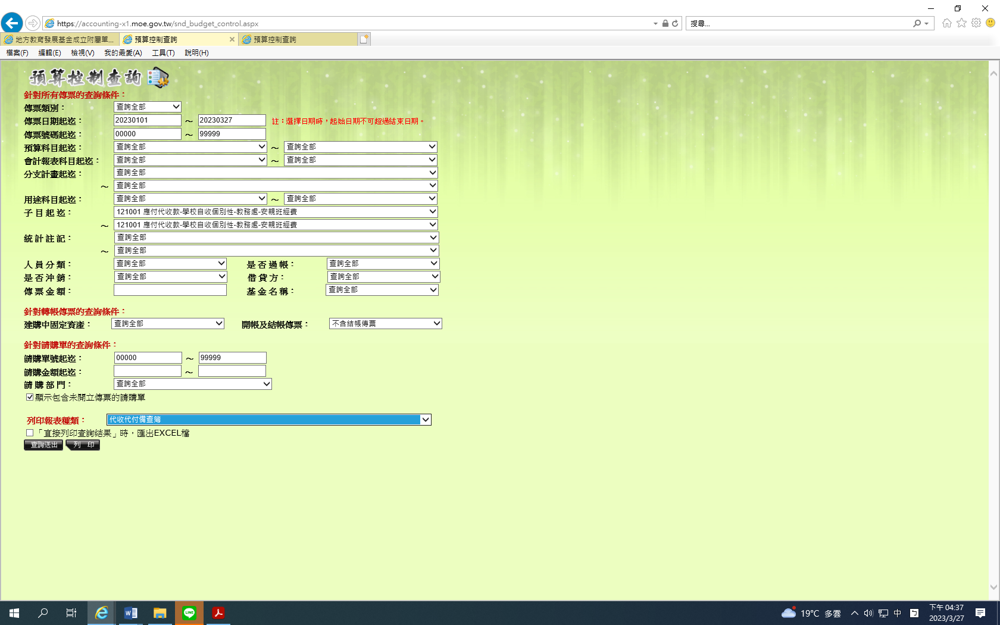 https://accounting-x1.moe.gov.tw/snd_budget_control.aspx
搜尋...
地方教育發展基金成立附屬單... 預算控制查詢 預算控制查詢
檔案(F) 編輯(E) 檢視(V) 我的最愛(A) 工具(T) 說明(H)
預算控制查詢
針對所有傳票的查詢條件：
傳票類別： 查詢全部
傳票日期起迄： 20230101 ～ 20230327 註：選擇日期時，起始日期不可超過結束日期。
傳票號碼起迄： 00000 ～ 99999
預算科目起迄： 查詢全部 ～ 查詢全部
會計報表科目起迄： 查詢全部 ～ 查詢全部
分支計畫起迄： 查詢全部
～ 查詢全部
用途科目起迄： 查詢全部 ～ 查詢全部
子 目 起 迄： 121001 應付代收款-學校自收個別性-教務處-安親班經費
～ 121001 應付代收款-學校自收個別性-教務處-安親班經費
統 計 註 記： 查詢全部
～ 查詢全部
人 員 分 類： 查詢全部 是 否 過 帳： 查詢全部
是 否 沖 銷： 查詢全部 借 貸 方： 查詢全部
傳 票 金 額： 基 金 名 稱： 查詢全部
針對轉帳傳票的查詢條件：
建購中固定資產： 查詢全部 開帳及結帳傳票： 不含結帳傳票
針對請購單的查詢條件：
請購單號起迄： 00000 ～ 99999
請購金額起迄： ～
請 購 部 門： 查詢全部
顯示包含未開立傳票的請購單
列印報表種類： 代收代付備查簿
「直接列印查詢結果」時，匯出EXCEL檔
查詢送出 列 印
19°C 多雲 中 下午 04:37
2023/3/27